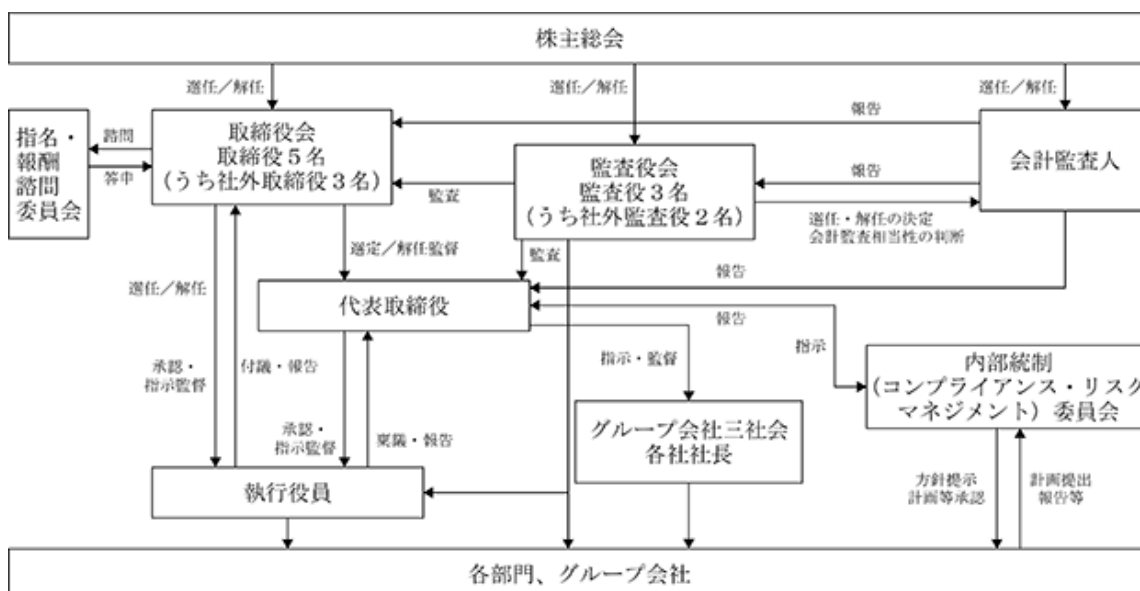 株主総会
選任／解任
選任／解任
選任／解任
指名・
報酬
諮問
委員会
諮問
答申
取締役会
取締役５名
（うち社外取締役３名）
報告
会計監査人
監査役会
監査役３名
（うち社外監査役２名）
監査
報告
選任・解任の決定
会計監査相当性の判断
選定／解任監督
監査
報告
選任／解任
代表取締役
報告
指示
承認・
指示監督
付議・報告
指示・監督
内部統制
（コンプライアンス・リスク
マネジメント）委員会
承認・
指示監督
稟議・報告
グループ会社三社会
各社社長
執行役員
方針提示
計画等承認
計画提出
報告等
各部門、グループ会社